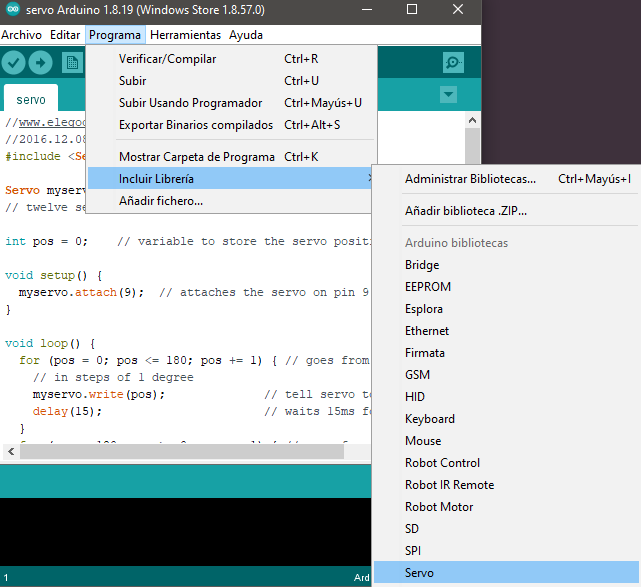 servo Arduino 1.8.19 (Windows Store 1.8.57.0)
Archivo Editar Programa Herramientas Ayuda
Verificar/Compilar Ctrl+R
Subir Ctrl+U
Subir Usando Programador Ctrl+Mayús+U
Exportar Binarios compilados Ctrl+Alt+S
Mostrar Carpeta de Programa Ctrl+K
Incluir Librería
Añadir fichero...
Administrar Bibliotecas... Ctrl+Mayús+I
Añadir biblioteca .ZIP...
Arduino bibliotecas
Bridge
EEPROM
Esplora
Ethernet
Firmata
GSM
HID
Keyboard
Mouse
Robot Control
Robot IR Remote
Robot Motor
SD
SPI
Servo
servo
//www.elegoo
//2016.12.08
#include <Se
Servo myserv
// twelve se
int pos = 0;    // variable to store the servo positi
void setup() {
  myservo.attach(9);  // attaches the servo on pin 9
}
void loop() {
  for (pos = 0; pos <= 180; pos += 1) { // goes from
    // in steps of 1 degree
    myservo.write(pos);              // tell servo to
    delay(15);                       // waits 15ms fo
  }
1
Ard